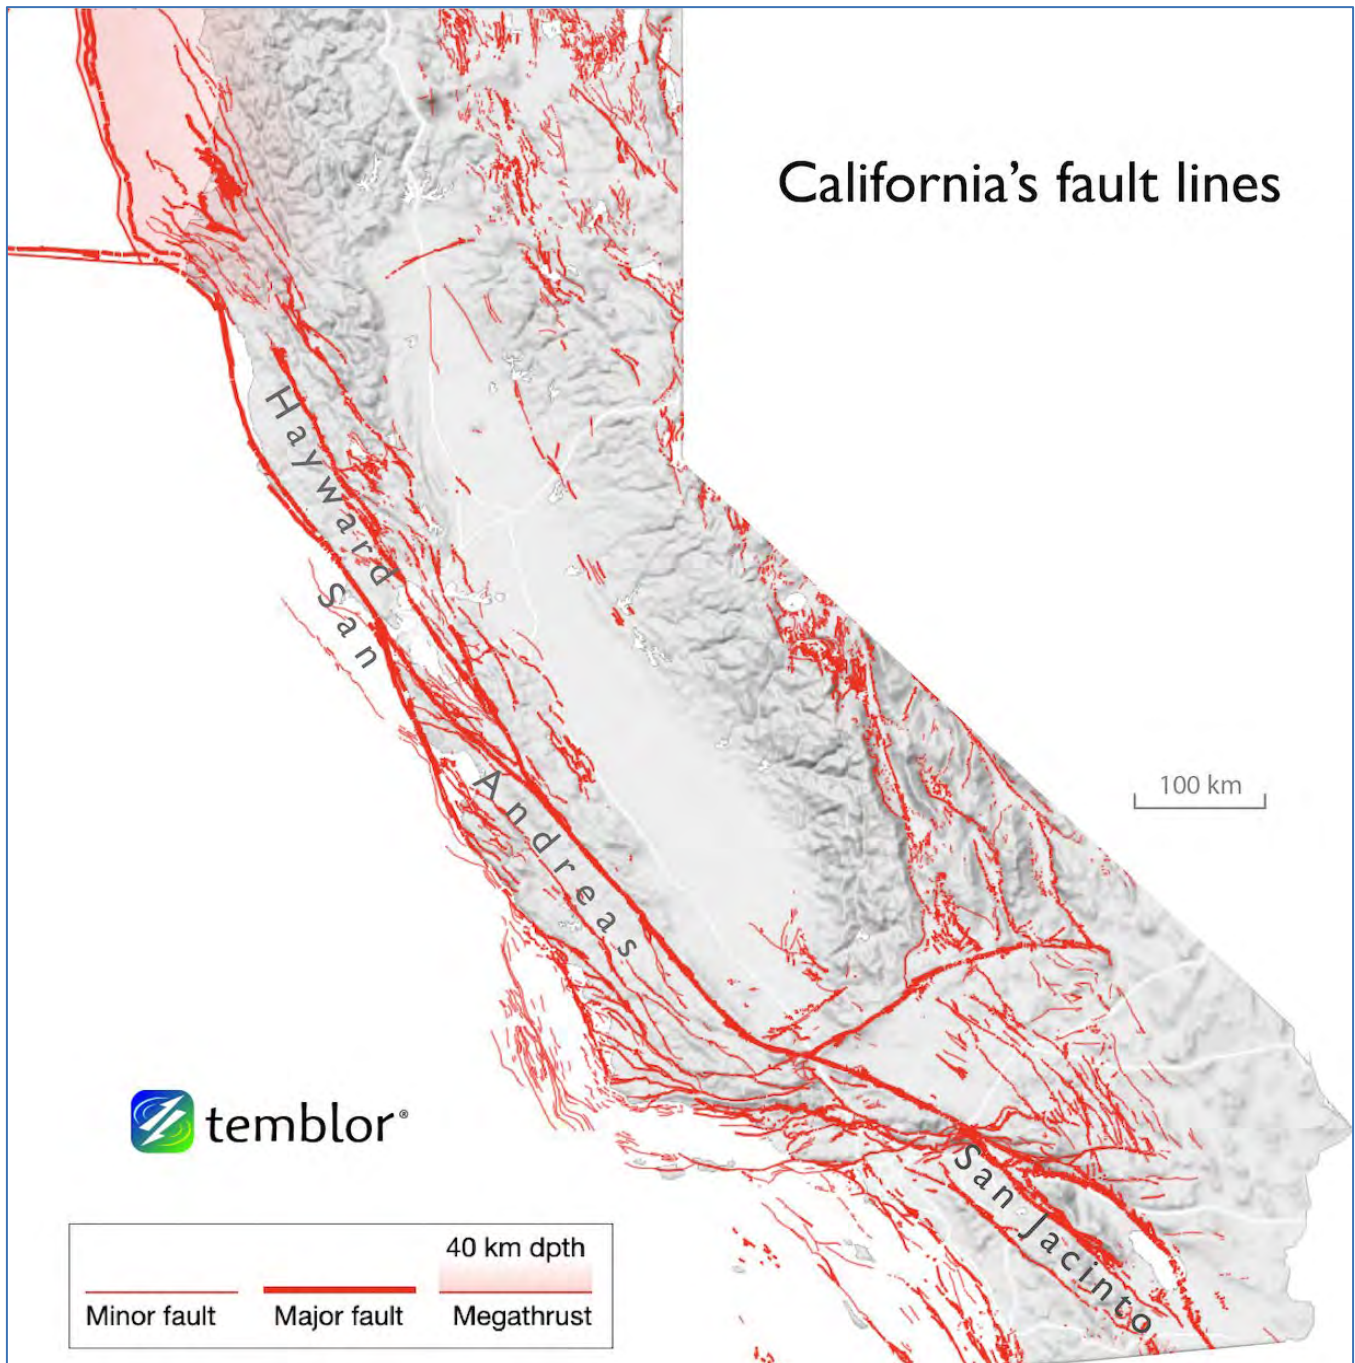 California's fault lines
Hayward
San
Andreas
100 km
temblor®
San Jacinto
40 km dpth
Minor fault
Major fault
Megathrust